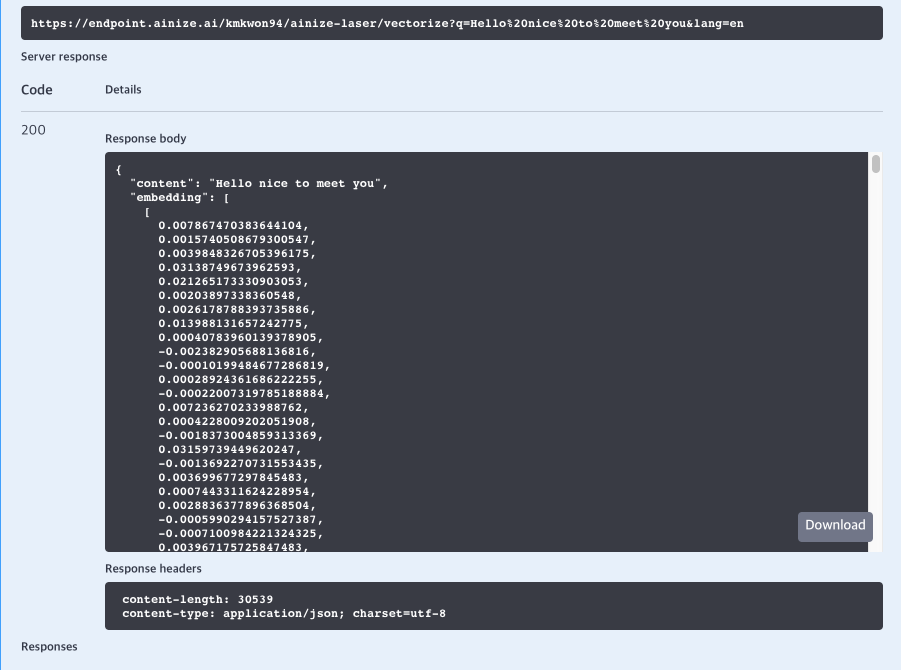 https://endpoint.ainize.ai/kmkwon94/ainize-laser/vectorize?q=Hello%20nice%20to%20meet%20you&lang=en
Server response
Code Details
200
Response body
{
"content": "Hello nice to meet you",
"embedding": [
[
0.007867470383644104,
0.0015740508679300547,
0.0039848326705396175,
0.03138749673962593,
0.021265173330903053,
0.00203897338360548,
0.0026178788393735886,
0.013988131657242775,
0.00040783960139378905,
-0.002382905688136816,
-0.00010199484677286819,
0.00028924361686222255,
-0.00022007319785188884,
0.007236270233988762,
0.0004228009202051908,
-0.0018373004859313369,
0.03159739449620247,
-0.0013692270731553435,
0.003699677297845483,
0.0007443311624228954,
0.0028836377896368504,
-0.0005990294157527387,
-0.0007100984221324325,
0.003967175725847483,
Download
Response headers
content-length: 30539
content-type: application/json; charset=utf-8
Responses